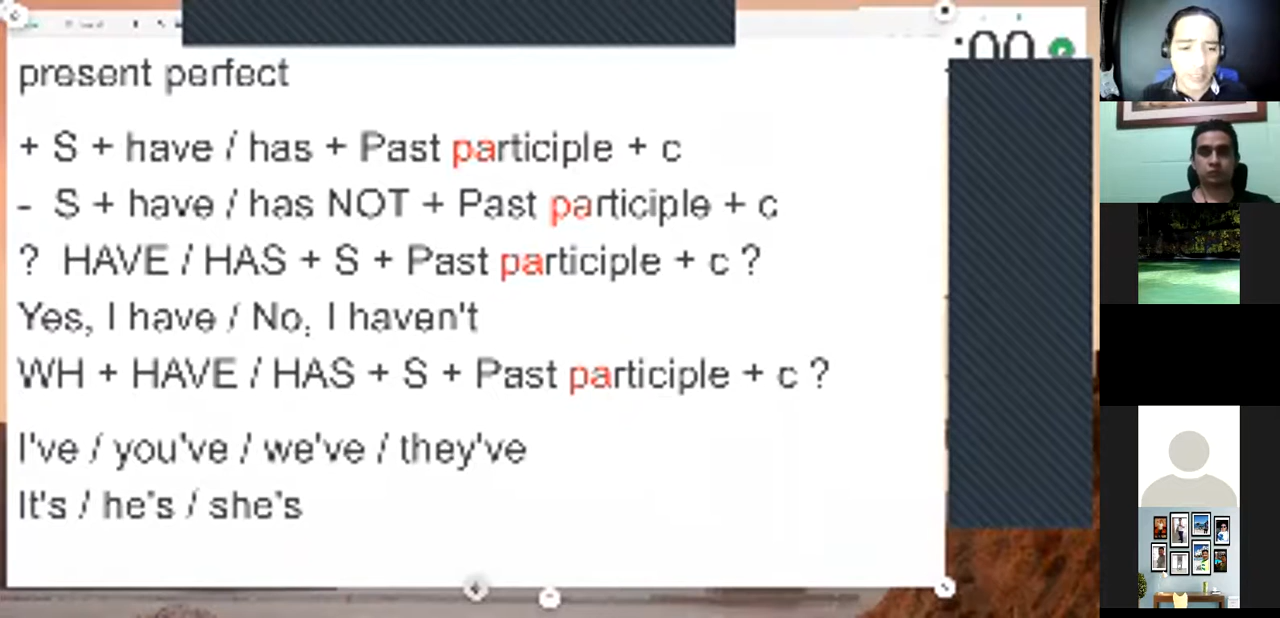 :00
present perfect
+ S + have / has + Past participle + c
- S + have / has NOT + Past participle + c
? HAVE / HAS + S + Past participle + c ?
Yes, I have / No, I haven't
WH + HAVE / HAS + S + Past participle + c ?
I've / you've / we've / they've
It's / he's / she's